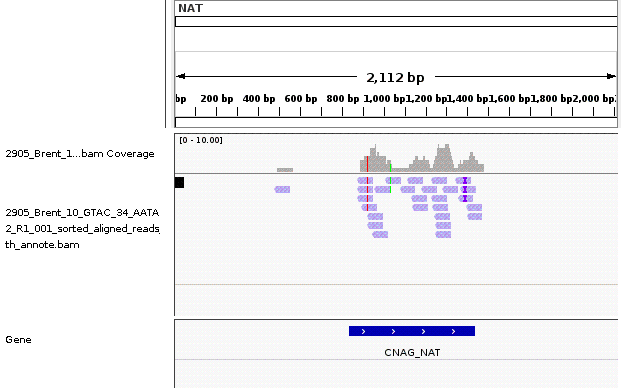 NAT
2,112 bp
bp 200 bp 400 bp 600 bp 800 bp 1,000 bp 1,200 bp 1,400 bp 1,600 bp 1,800 bp 2,000 bp
[0 - 10.00]
2905_Brent_1...bam Coverage
2905_Brent_10_GTAC_34_AATA
2_R1_001_sorted_aligned_reads_
th_annote.bam
Gene
CNAG_NAT